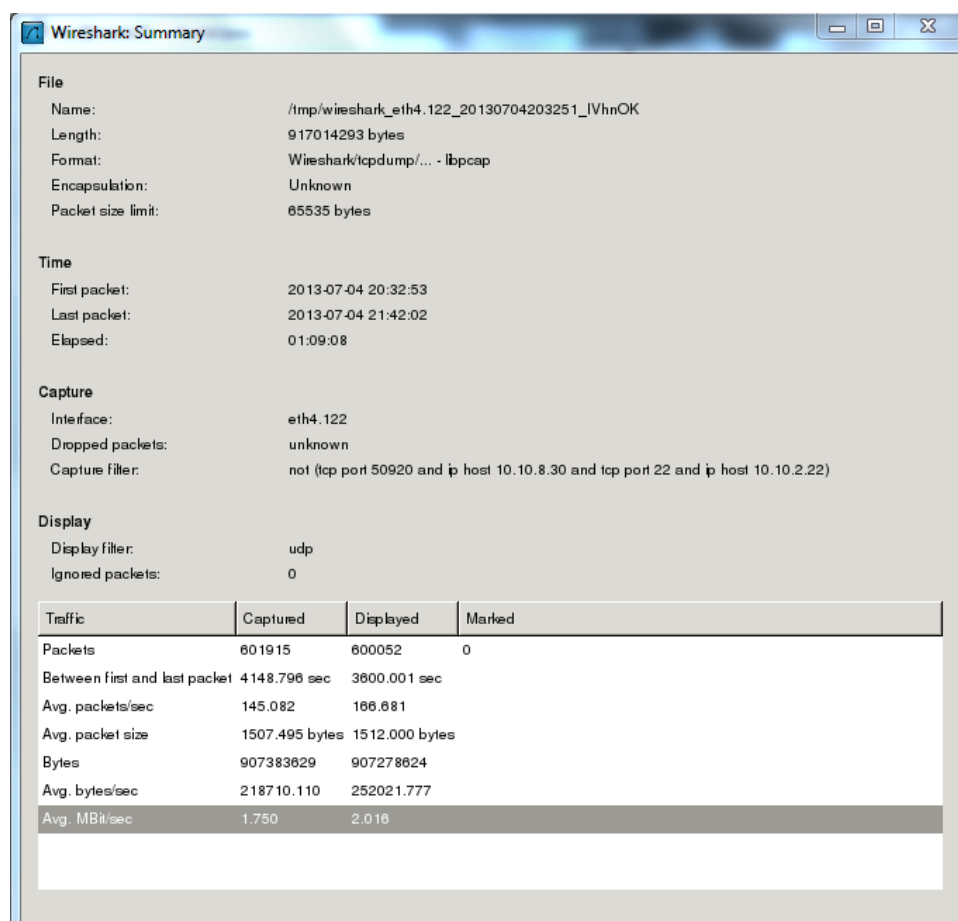 Wireshark: Summary
File
Name: /tmp/wireshark_eth4.122_20130704203251_IVhnOK
Length: 917014293 bytes
Format: Wireshark/tcpdump/... - libpcap
Encapsulation: Unknown
Packet size limit: 65535 bytes
Time
First packet: 2013-07-04 20:32:53
Last packet: 2013-07-04 21:42:02
Elapsed: 01:09:08
Capture
Interface: eth4.122
Dropped packets: unknown
Capture filter: not (tcp port 50920 and ip host 10.10.8.30 and tcp port 22 and ip host 10.10.2.22)
Display
Display filter: udp
Ignored packets: 0
Traffic Captured Displayed Marked
Packets 601915 600052 0
Between first and last packet 4148.796 sec 3600.001 sec
Avg. packets/sec 145.082 166.681
Avg. packet size 1507.495 bytes 1512.000 bytes
Bytes 907383629 907278624
Avg. bytes/sec 218710.110 252021.777
Avg. MBit/sec 1.750 2.016